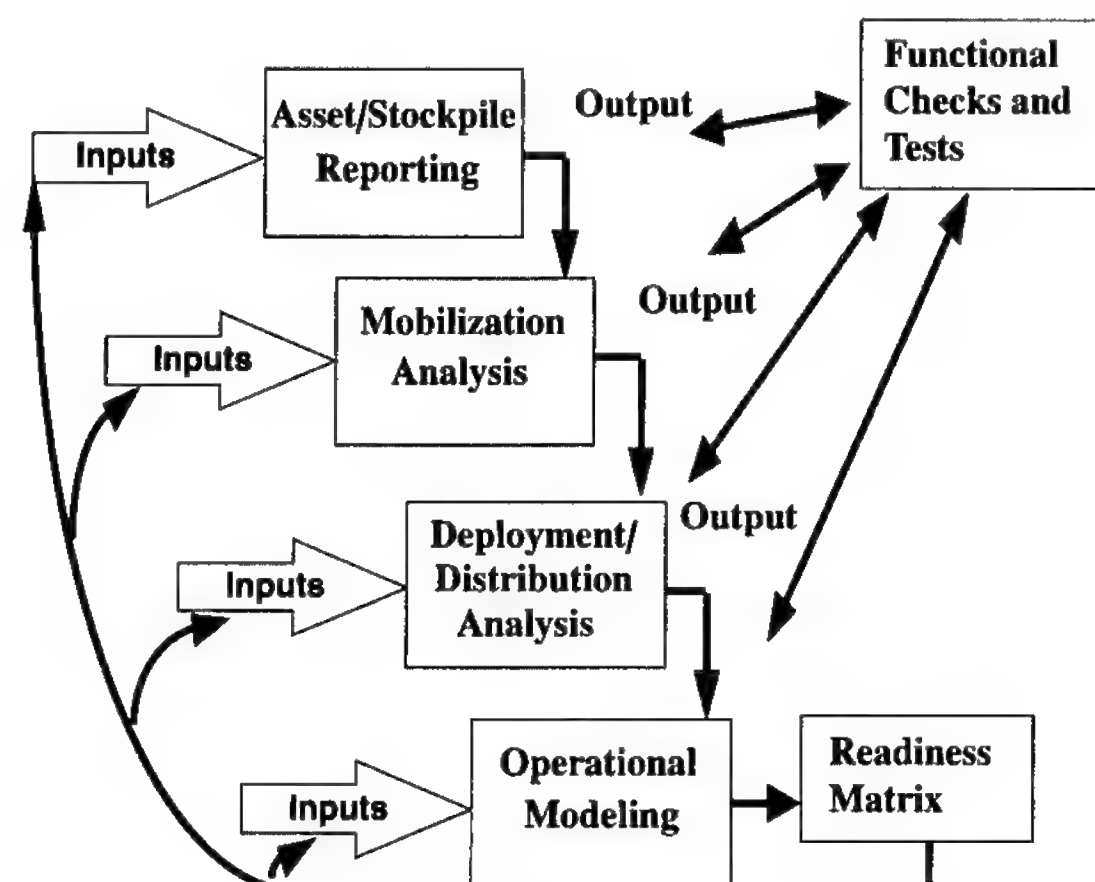 Functional
Checks and
Tests
Output
Asset/Stockpile
Reporting
Inputs
Output
Mobilization
Analysis
Inputs
Output
Deployment/
Distribution
Analysis
Inputs
Operational
Modeling
Inputs
Readiness
Matrix